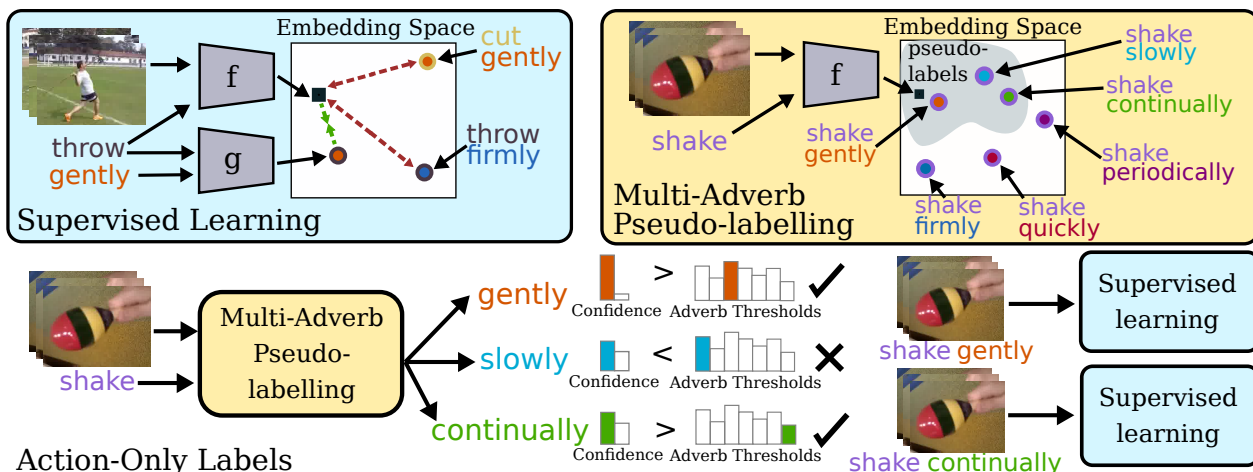 Embedding Space
cut
gently
f
throw
gently
g
throw
firmly
Supervised Learning
Embedding Space
pseudo-
labels
shake
slowly
f
shake
continually
shake
shake
gently
shake
periodically
shake
firmly
shake
quickly
Multi-Adverb
Pseudo-labelling
shake
Multi-Adverb
Pseudo-
labelling
gently
>
Confidence
Adverb Thresholds
shake gently
Supervised
learning
slowly
<
Confidence
Adverb Thresholds
continually
>
Confidence
Adverb Thresholds
shake continually
Supervised
learning
Action-Only Labels